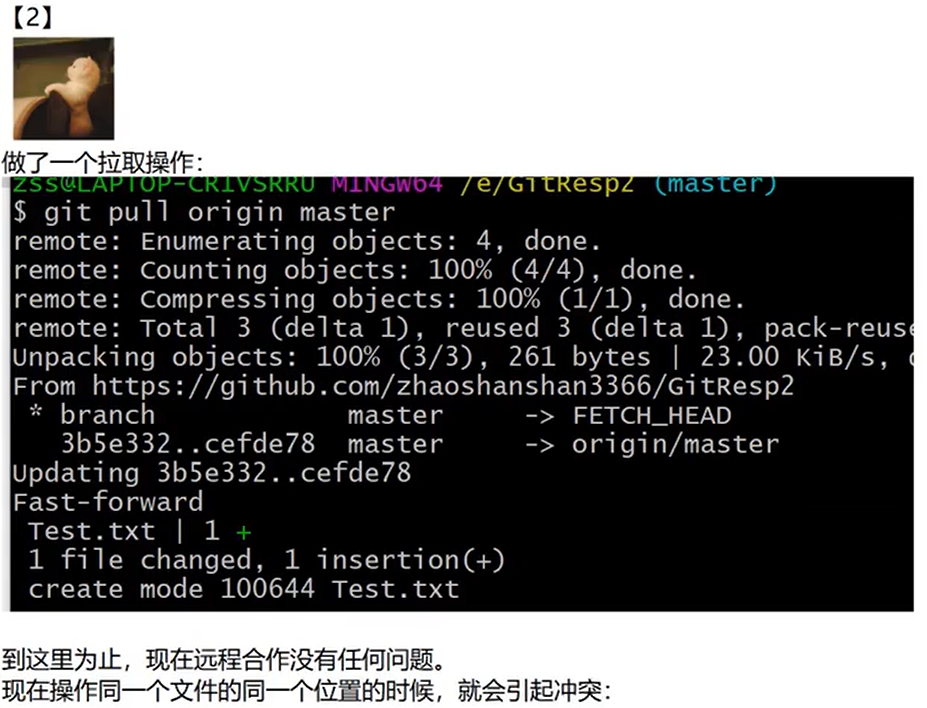 【2】
做了一个拉取操作：
zss@LAPTOP-CRIVSRRU MINGW64 /e/GitResp2 (master)
$ git pull origin master
remote: Enumerating objects: 4, done.
remote: Counting objects: 100% (4/4), done.
remote: Compressing objects: 100% (1/1), done.
remote: Total 3 (delta 1), reused 3 (delta 1), pack-reuse
Unpacking objects: 100% (3/3), 261 bytes | 23.00 KiB/s,
From https://github.com/zhaoshanshan3366/GitResp2
* branch master -> FETCH_HEAD
3b5e332..cefde78 master -> origin/master
Updating 3b5e332..cefde78
Fast-forward
Test.txt | 1 +
1 file changed, 1 insertion(+)
create mode 100644 Test.txt
到这里为止，现在远程合作没有任何问题。
现在操作同一个文件的同一个位置的时候，就会引起冲突：